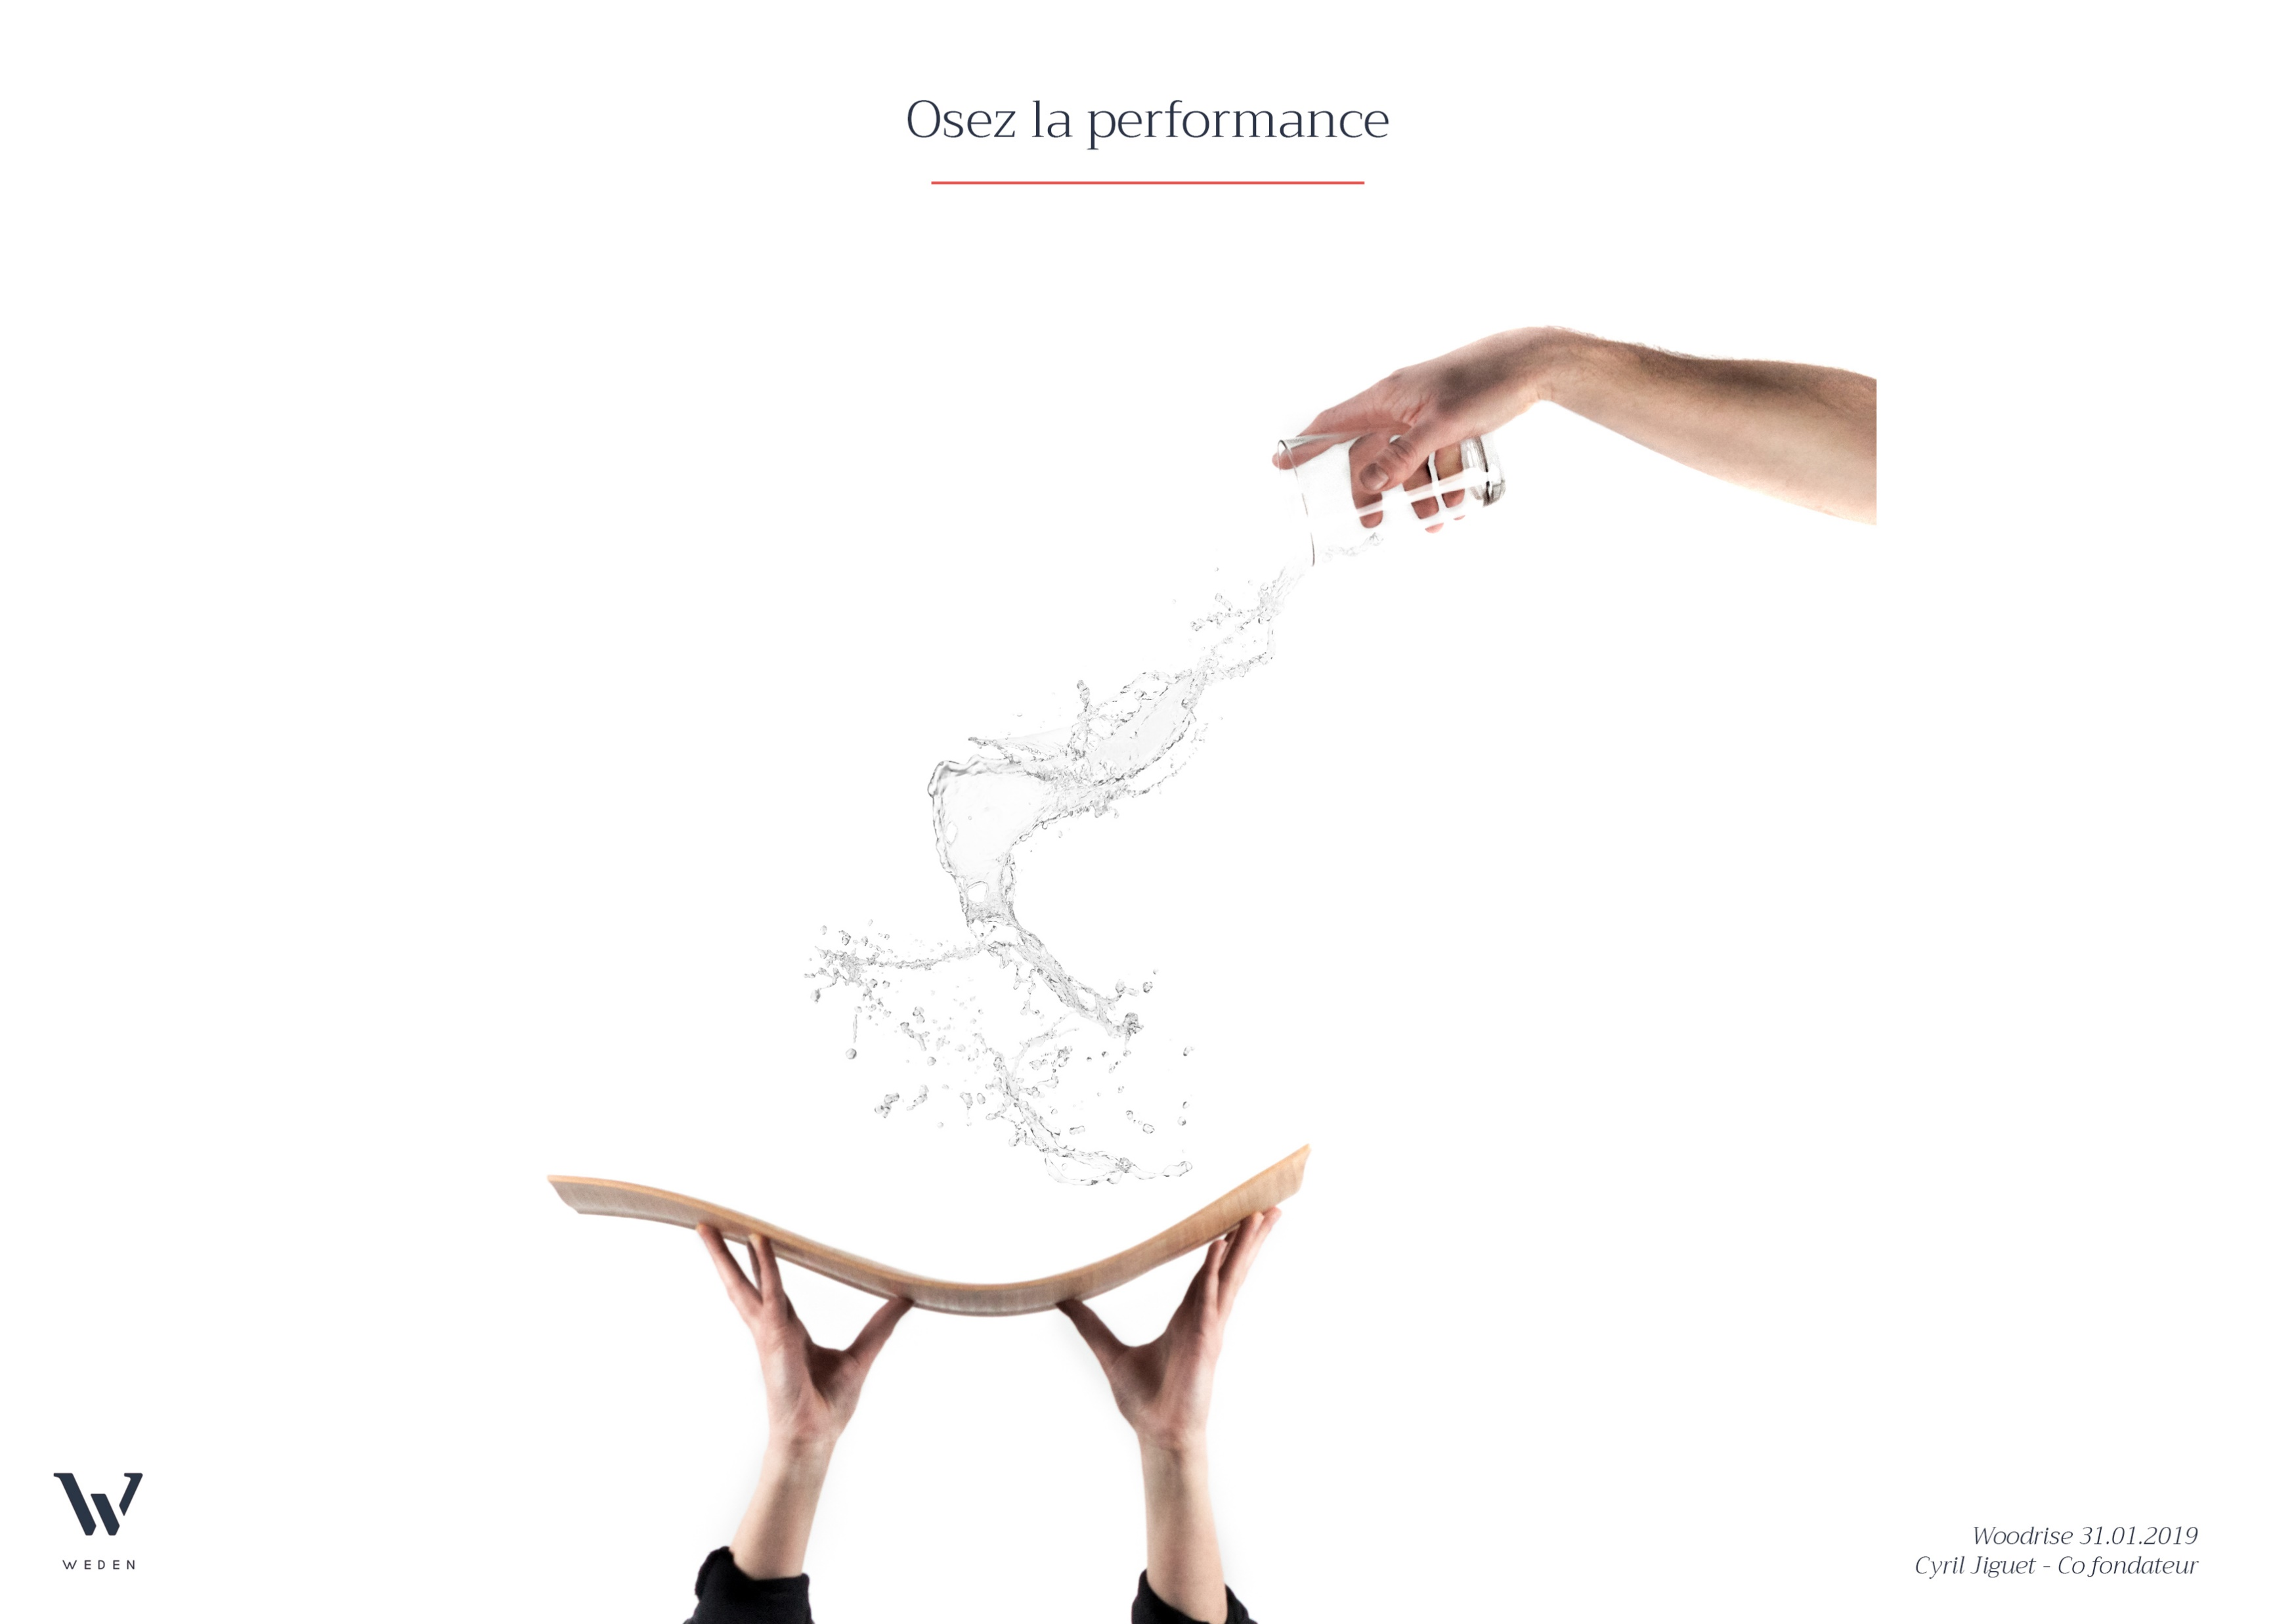 Osez la performance
WEDEN
Woodrise 31.01.2019
Cyril Jiguet - Co fondateur